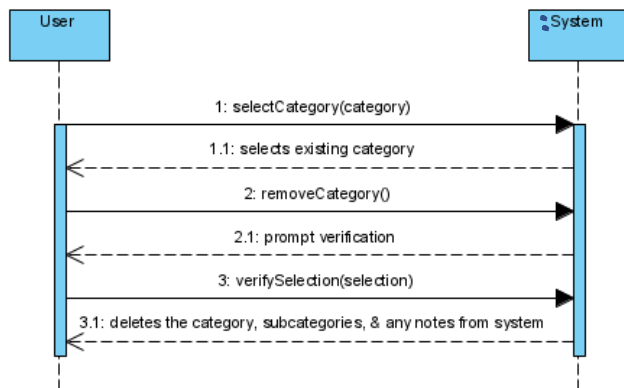 User
System
1: selectCategory(category)
1.1: selects existing category
2: removeCategory()
2.1: prompt verification
3: verifySelection(selection)
3.1: deletes the category, subcategories, & any notes from system